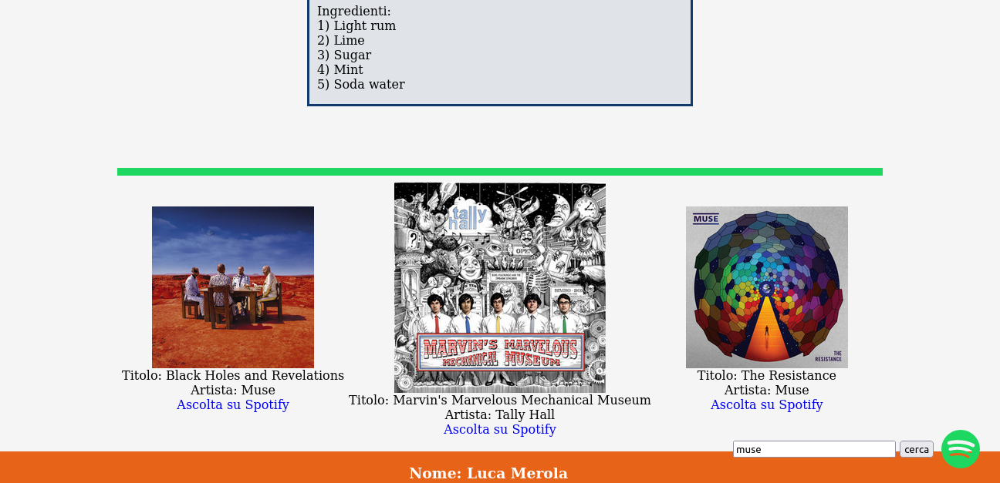 Ingredienti:
1) Light rum
2) Lime
3) Sugar
4) Mint
5) Soda water
tally
hall
OPEN
MARVIN'S MARVELOUS
MECHANICAL MUSEUM
MUSE
THE
RESISTANCE
Titolo: Black Holes and Revelations
Artista: Muse
Ascolta su Spotify
Titolo: Marvin's Marvelous Mechanical Museum
Artista: Tally Hall
Ascolta su Spotify
Titolo: The Resistance
Artista: Muse
Ascolta su Spotify
muse
cerca
Nome: Luca Merola